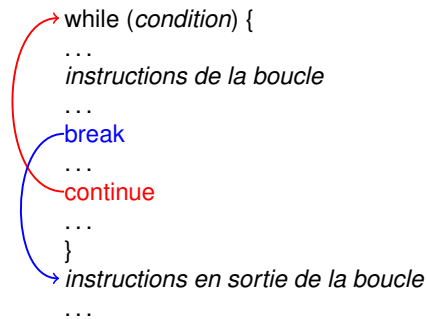 while (condition) {
. . .
instructions de la boucle
. . .
break
. . .
continue
. . .
}
instructions en sortie de la boucle
. . .